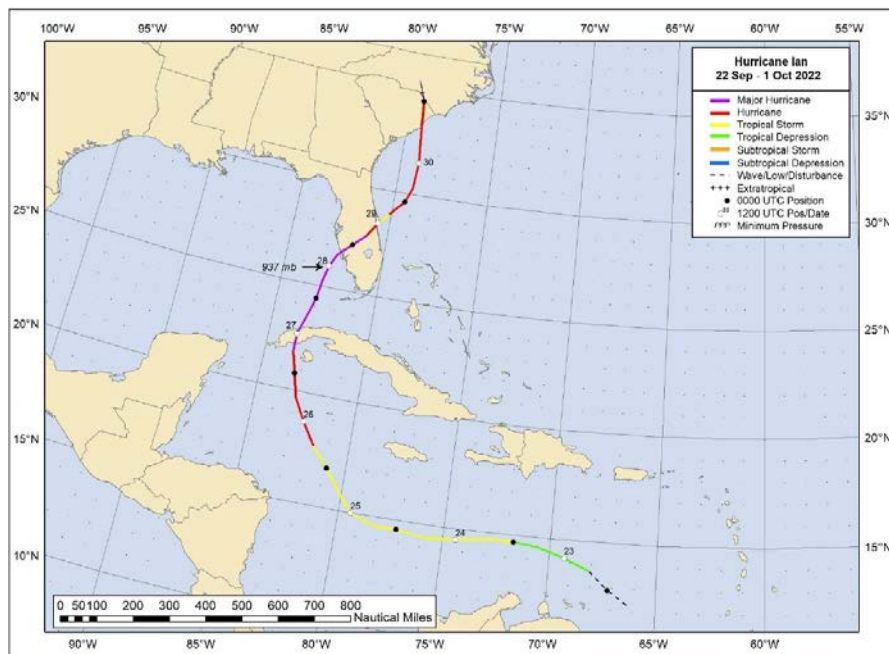 100°W 95°W 90°W 85°W 80°W 75°W 70°W 65°W 60°W 55°W
Hurricane Ian
22 Sep - 1 Oct 2022
Major Hurricane
Hurricane
Tropical Storm
Tropical Depression
Subtropical Storm
Subtropical Depression
Wave/Low/Disturbance
Extratropical
0000 UTC Position
1200 UTC Pos/Date
Minimum Pressure
30°N
35°N
30
25°N
29
30°N
28
937 mb
20°N
27
25°N
26
15°N
20°N
25
24
23
10°N
15°N
0 50 100 200 300 400 500 600 700 800
Nautical Miles
90°W 85°W 80°W 75°W 70°W 65°W 60°W